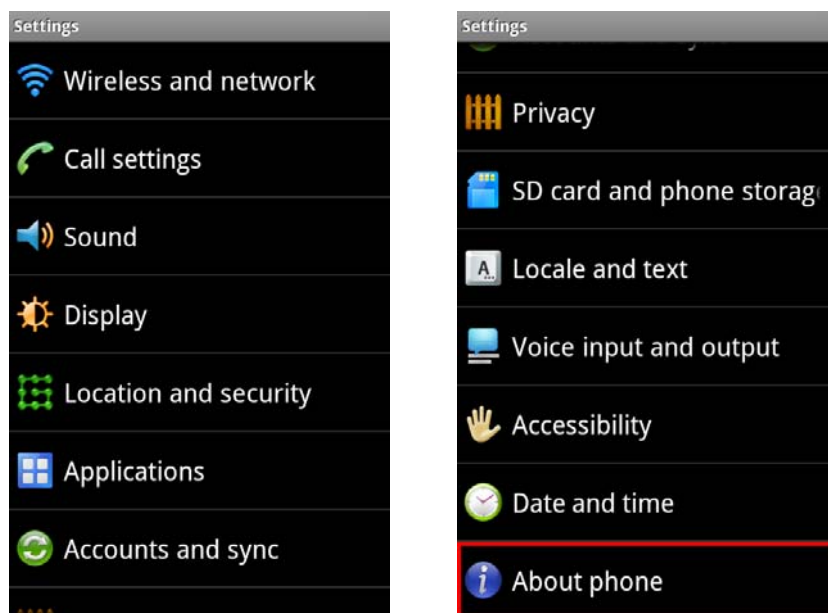 Settings
Wireless and network
Call settings
Sound
Display
Location and security
Applications
Accounts and sync
Settings
Privacy
SD card and phone storag
Locale and text
Voice input and output
Accessibility
Date and time
About phone